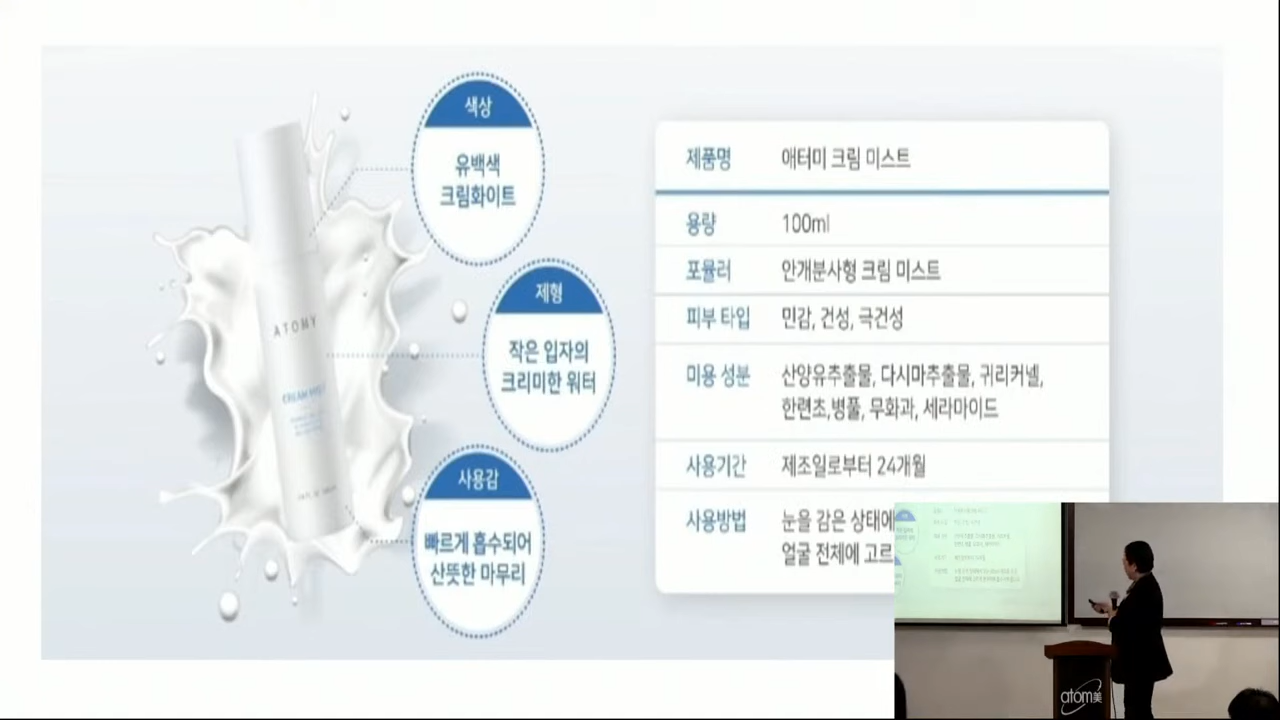 색상
유백색
크림화이트
제형
작은 입자의
크리미한 워터
사용감
빠르게 흡수되어
산뜻한 마무리
ATOMY
CREAM MIST
제품명 애터미 크림 미스트
용량 100ml
포뮬러 안개분사형 크림 미스트
피부 타입 민감, 건성, 극건성
미용 성분 산양유추출물, 다시마추출물, 귀리커넬,
한련초,병풀, 무화과, 세라마이드
사용기간 제조일로부터 24개월
사용방법 눈을 감은 상태에
얼굴 전체에 고르
atom美